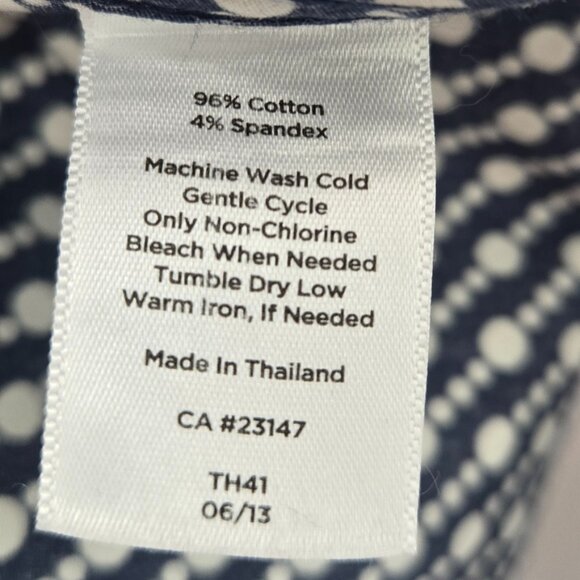 96% Cotton
4% Spandex
Machine Wash Cold
Gentle Cycle
Only Non-Chlorine
Bleach When Needed
Tumble Dry Low
Warm Iron, If Needed
Made In Thailand
CA #23147
TH41
06/13